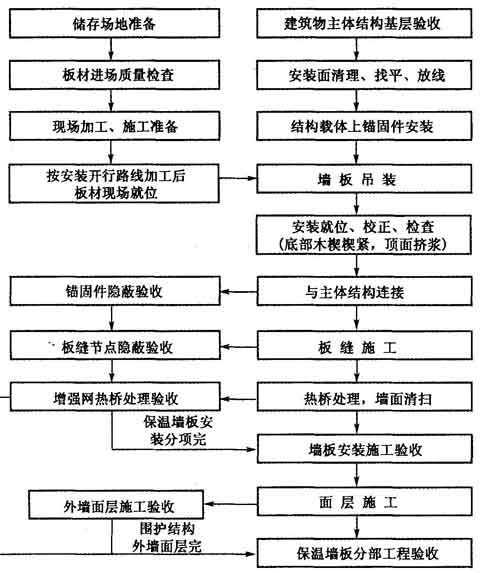 储存场地准备
建筑物主体结构基层验收
板材进场质量检查
安装面清理、找平、放线
现场加工、施工准备
结构载体上锚固件安装
按安装开行路线加工后
板材现场就位
墙板吊装
安装就位、校正、检查
(底部木楔楔紧，顶面挤浆)
锚固件隐蔽验收
与主体结构连接
板缝节点隐蔽验收
板缝施工
增强网热桥处理验收
热桥处理，墙面清扫
保温墙板安
装分项完
墙板安装施工验收
面层施工
外墙面层施工验收
围护结构
外墙面层完
保温墙板分部工程验收